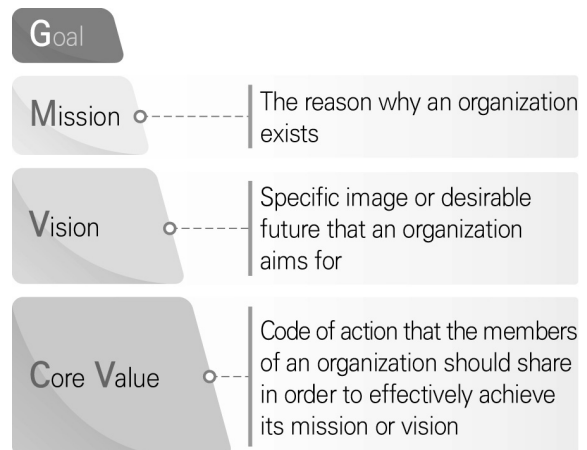 Goal
Mission
The reason why an organization
exists
Vision
Specific image or desirable
future that an organization
aims for
Core Value
Code of action that the members
of an organization should share
in order to effectively achieve
its mission or vision